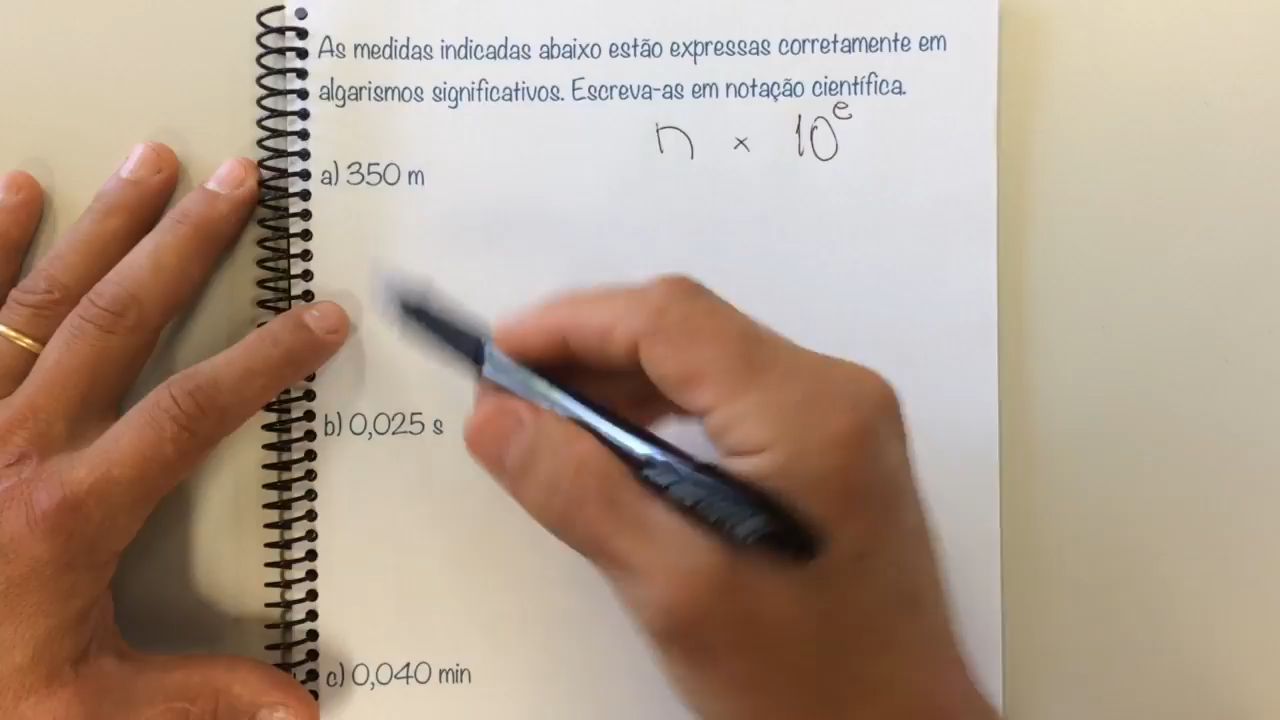 As medidas indicadas abaixo estão expressas corretamente em
algarismos significativos. Escreva-as em notação científica.
n × 10ᵉ
a) 350 m
b) 0,025 s
c) 0,040 min